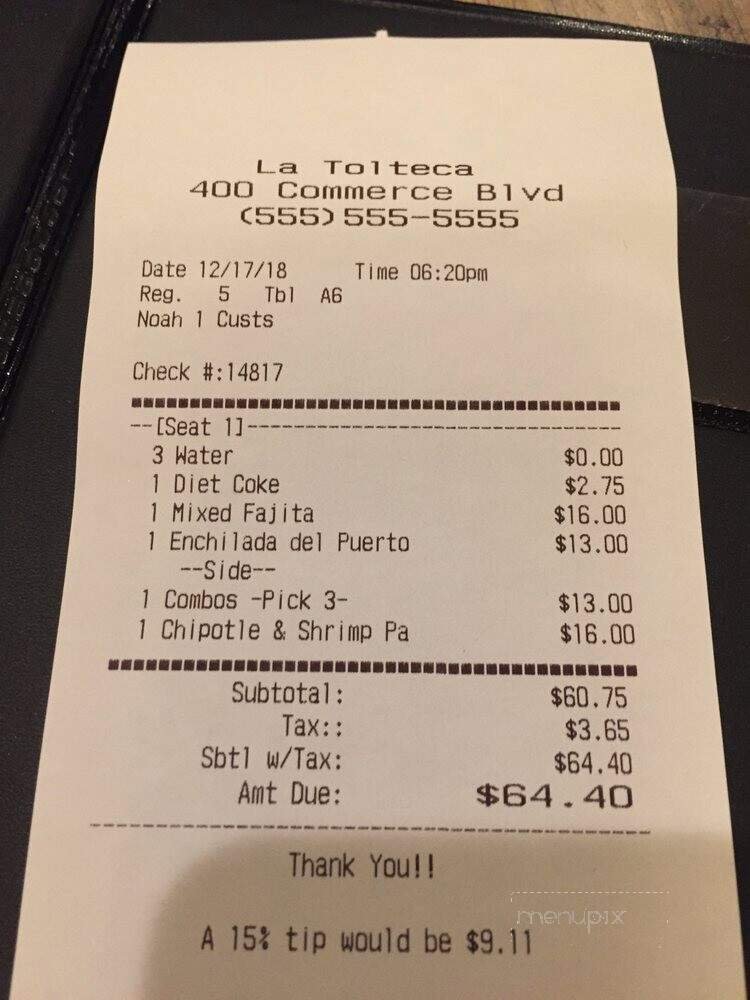 La Tolteca
400 Commerce Blvd
(555)555-5555
Date 12/17/18 Time 06:20pm
Reg. 5 Tbl A6
Noah 1 Custs
Check #:14817
--[Seat 1]--------------------------------
3 Water $0.00
1 Diet Coke $2.75
1 Mixed Fajita $16.00
1 Enchilada del Puerto $13.00
--Side--
1 Combos -Pick 3- $13.00
1 Chipotle & Shrimp Pa $16.00
Subtotal: $60.75
Tax:: $3.65
Sbtl w/Tax: $64.40
Amt Due: $64.40
Thank You!!
menupix
A 15% tip would be $9.11